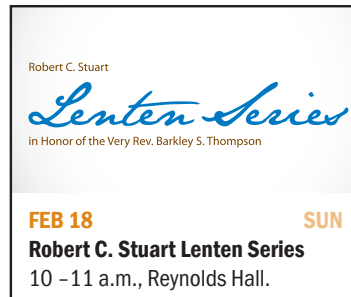 Robert C. Stuart
Lenten Series
in Honor of the Very Rev. Barkley S. Thompson
FEB 18 SUN
Robert C. Stuart Lenten Series
10 –11 a.m., Reynolds Hall.